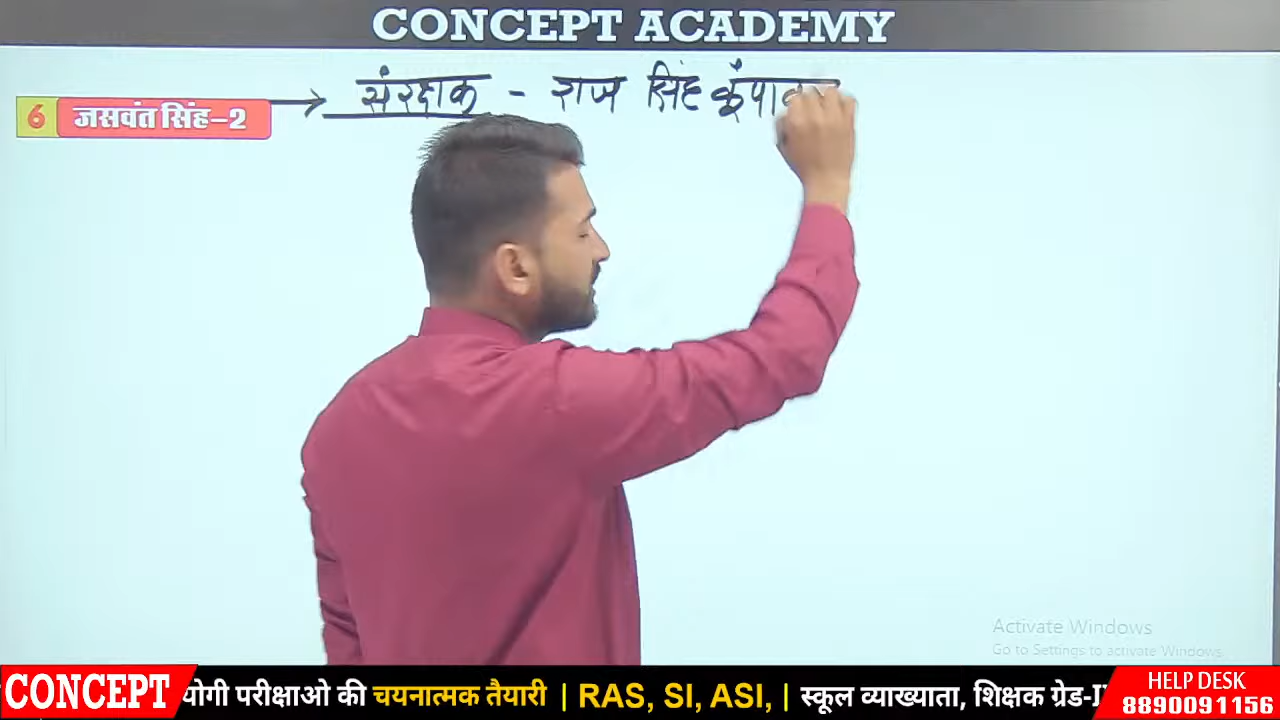 CONCEPT ACADEMY
संरक्षक - राज सिंह
6 जसवंत सिंह-2
Activate Windows
Go to Settings to activate Windows.
CONCEPT योगी परीक्षाओ की चयनात्मक तैयारी | RAS, SI, ASI, | स्कूल व्याख्याता, शिक्षक ग्रेड-I HELP DESK
8890091156